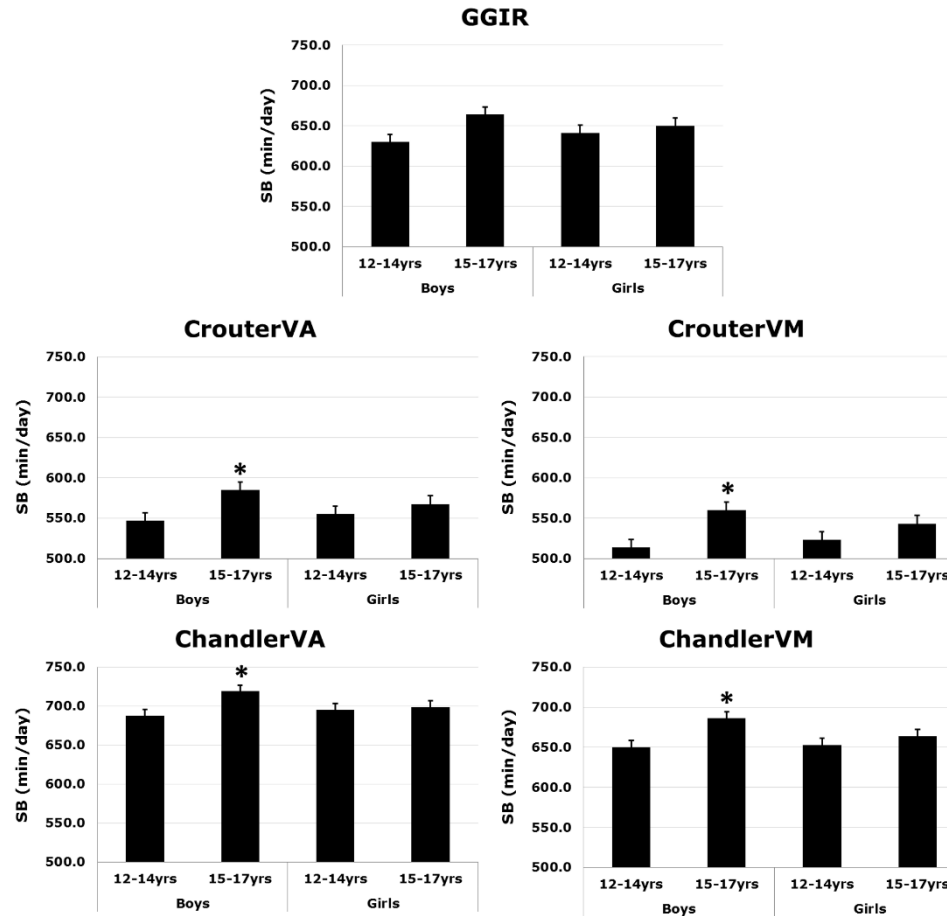 GGIR
750.0
700.0
650.0
600.0
550.0
500.0
SB (min/day)
12-14yrs 15-17yrs 12-14yrs 15-17yrs
Boys Girls
CrouterVA
750.0
700.0
650.0
600.0
550.0
500.0
SB (min/day)
*
12-14yrs 15-17yrs 12-14yrs 15-17yrs
Boys Girls
CrouterVM
750.0
700.0
650.0
600.0
550.0
500.0
SB (min/day)
*
12-14yrs 15-17yrs 12-14yrs 15-17yrs
Boys Girls
ChandlerVA
750.0
700.0
650.0
600.0
550.0
500.0
SB (min/day)
*
12-14yrs 15-17yrs 12-14yrs 15-17yrs
Boys Girls
ChandlerVM
750.0
700.0
650.0
600.0
550.0
500.0
SB (min/day)
*
12-14yrs 15-17yrs 12-14yrs 15-17yrs
Boys Girls